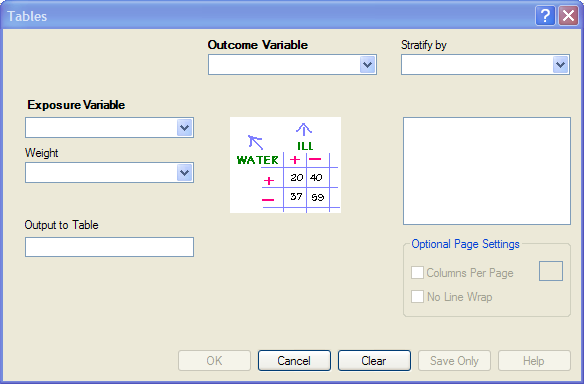 Tables
Outcome Variable
Stratify by
Exposure Variable
Weight
Output to Table
ILL
WATER + −
+ 20 40
− 37 99
Optional Page Settings
Columns Per Page
No Line Wrap
OK Cancel Clear Save Only Help